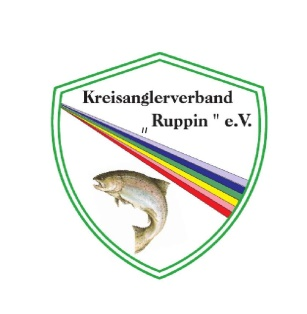 Kreisanglerverband
„ Ruppin " e.V.